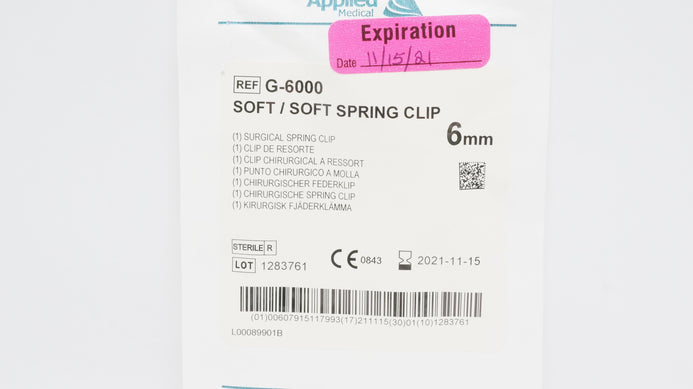 Applied
Medical
Expiration
Date 11/15/21
REF G-6000
SOFT / SOFT SPRING CLIP
6mm
(1) SURGICAL SPRING CLIP
(1) CLIP DE RESORTE
(1) CLIP CHIRURGICAL A RESSORT
(1) PUNTO CHIRURGICO A MOLLA
(1) CHIRURGISCHER FEDERKLIP
(1) CHIRURGISCHE SPRING CLIP
(1) KIRURGISK FJÄDERKLÄMMA
STERILE R
LOT 1283761
CE 0843
2021-11-15
(01)00607915117993(17)211115(30)01(10)1283761
L00089901B